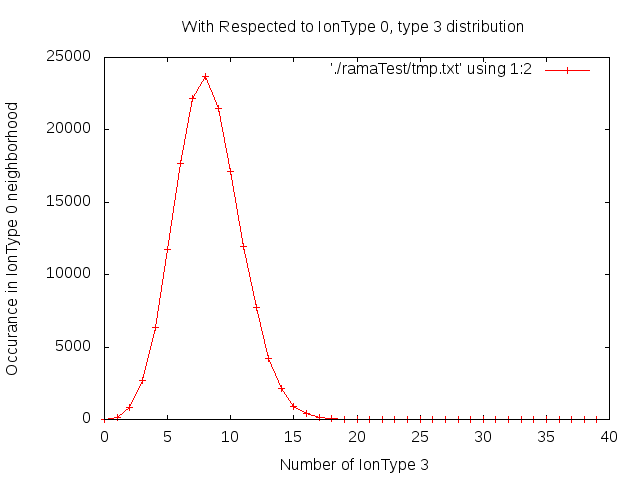 With Respected to IonType 0, type 3 distribution
'./ramaTest/tmp.txt' using 1:2
Occurance in IonType 0 neighborhood
25000
20000
15000
10000
5000
0
0 5 10 15 20 25 30 35 40
Number of IonType 3